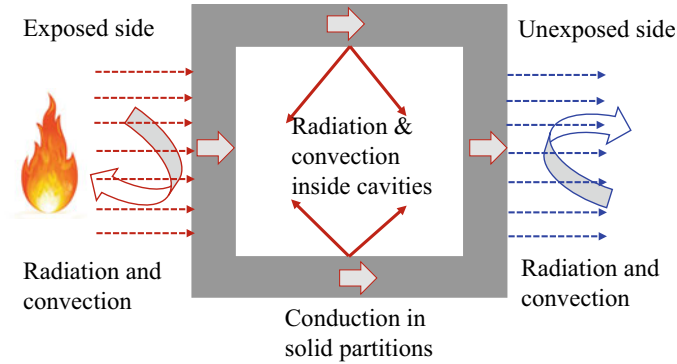 Exposed side
Unexposed side
Radiation &
convection
inside cavities
Radiation and
convection
Radiation and
convection
Conduction in
solid partitions